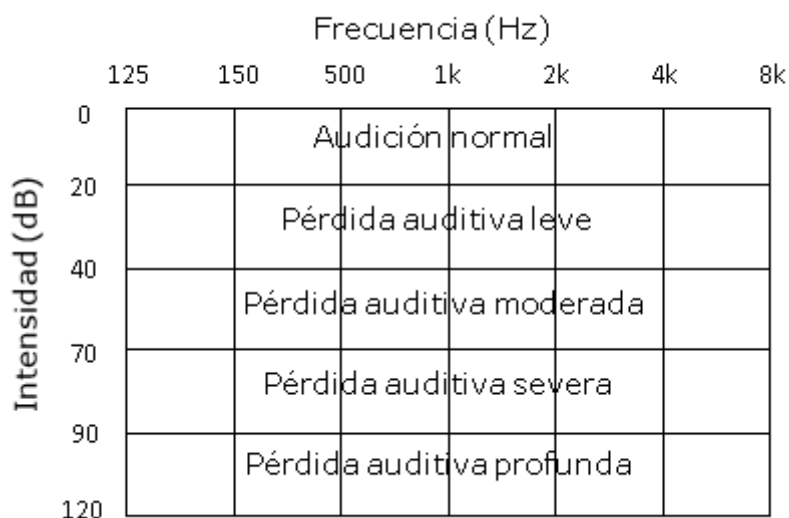 Frecuencia (Hz)
125 150 500 1k 2k 4k 8k
0
Audición normal
20
Pérdida auditiva leve
40
Pérdida auditiva moderada
70
Pérdida auditiva severa
90
Pérdida auditiva profunda
120
Intensidad (dB)